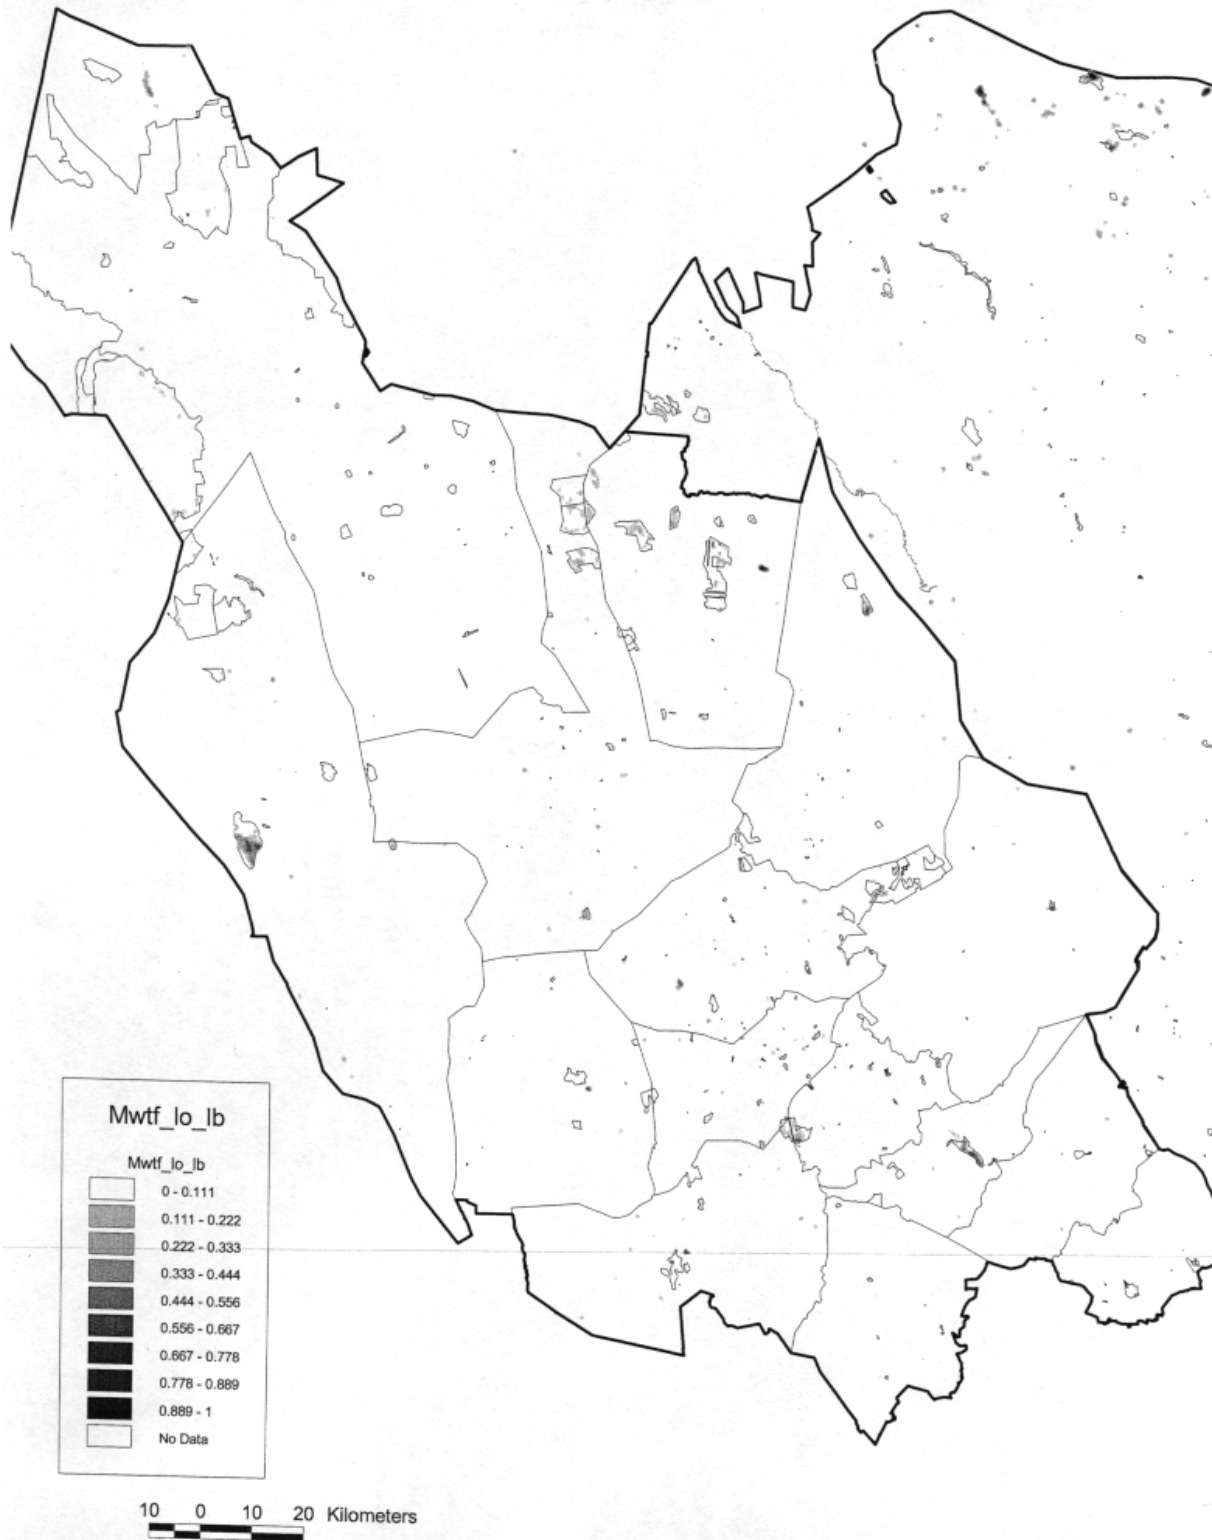 Mwtf_lo_lb
Mwtf_lo_lb
0 - 0.111
0.111 - 0.222
0.222 - 0.333
0.333 - 0.444
0.444 - 0.556
0.556 - 0.667
0.667 - 0.778
0.778 - 0.889
0.889 - 1
No Data
10 0 10 20 Kilometers